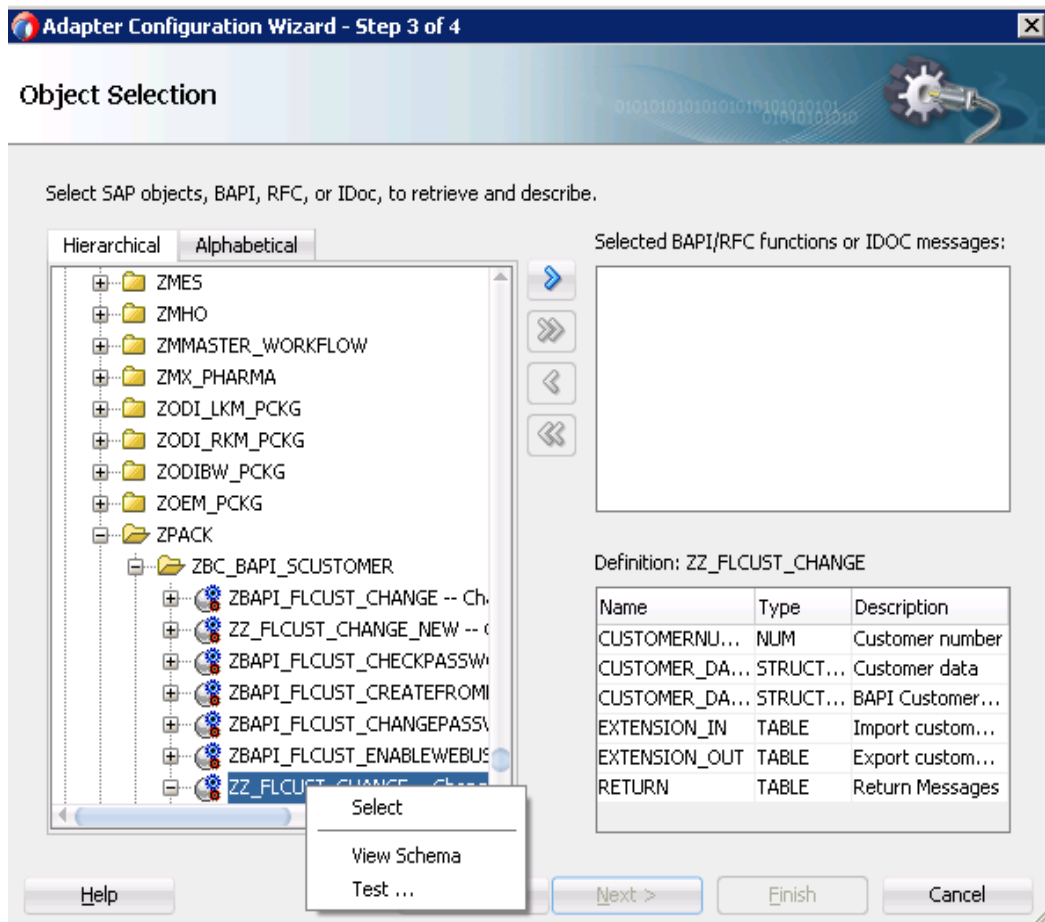 Adapter Configuration Wizard - Step 3 of 4
Object Selection
Select SAP objects, BAPI, RFC, or IDoc, to retrieve and describe.
Hierarchical Alphabetical
ZMES
ZMHO
ZMMASTER_WORKFLOW
ZMX_PHARMA
ZODI_LKM_PCKG
ZODI_RKM_PCKG
ZODIBW_PCKG
ZOEM_PCKG
ZPACK
ZBC_BAPI_SCUSTOMER
ZBAPI_FLCUST_CHANGE -- Ch
ZZ_FLCUST_CHANGE_NEW --
ZBAPI_FLCUST_CHECKPASSW
ZBAPI_FLCUST_CREATEFROM
ZBAPI_FLCUST_CHANGEPASS
ZBAPI_FLCUST_ENABLEWEBUS
ZZ_FLCUST_CHANGE -- Chang
Select
View Schema
Test ...
Selected BAPI/RFC functions or IDOC messages:
Definition: ZZ_FLCUST_CHANGE
Name Type Description
CUSTOMERNU... NUM Customer number
CUSTOMER_DA... STRUCT... Customer data
CUSTOMER_DA... STRUCT... BAPI Customer...
EXTENSION_IN TABLE Import custom...
EXTENSION_OUT TABLE Export custom...
RETURN TABLE Return Messages
Help Next > Finish Cancel